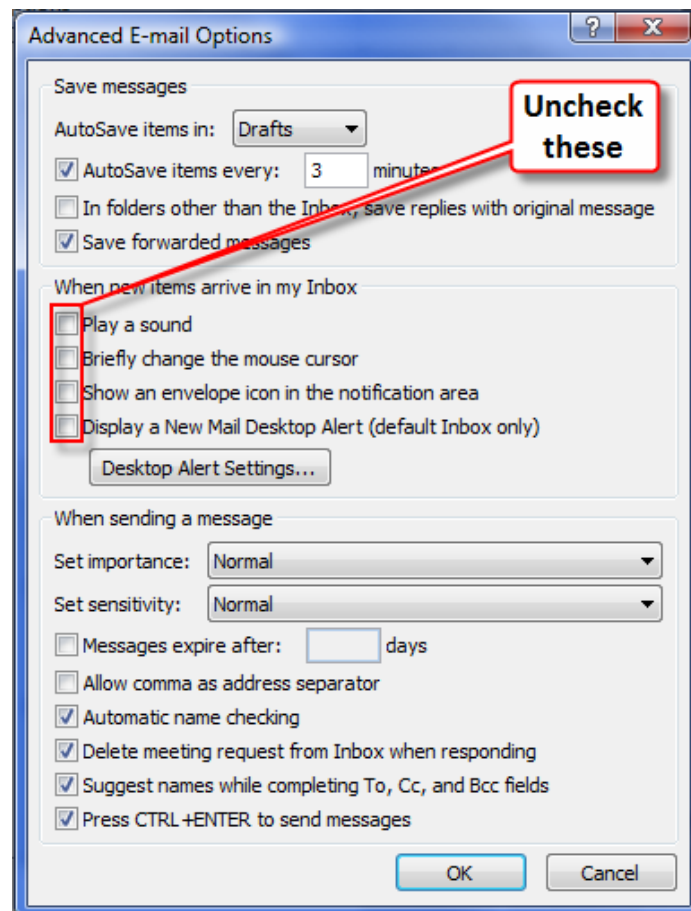 Advanced E-mail Options
Save messages
Uncheck
these
AutoSave items in: Drafts
AutoSave items every: 3 minutes
In folders other than the Inbox, save replies with original message
Save forwarded messages
When new items arrive in my Inbox
Play a sound
Briefly change the mouse cursor
Show an envelope icon in the notification area
Display a New Mail Desktop Alert (default Inbox only)
Desktop Alert Settings...
When sending a message
Set importance: Normal
Set sensitivity: Normal
Messages expire after: days
Allow comma as address separator
Automatic name checking
Delete meeting request from Inbox when responding
Suggest names while completing To, Cc, and Bcc fields
Press CTRL+ENTER to send messages
OK Cancel